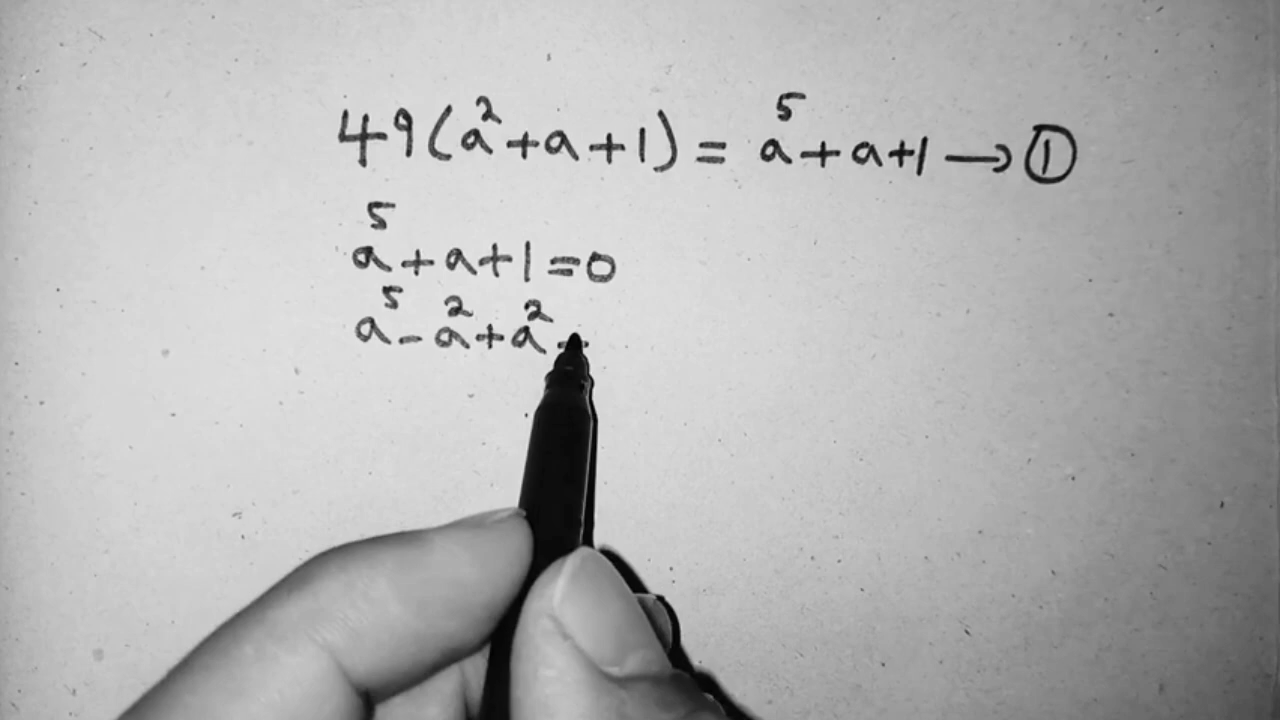 49(a²+a+1) = a⁵+a+1 → ①
a⁵+a+1=0
a⁵-a²+a²